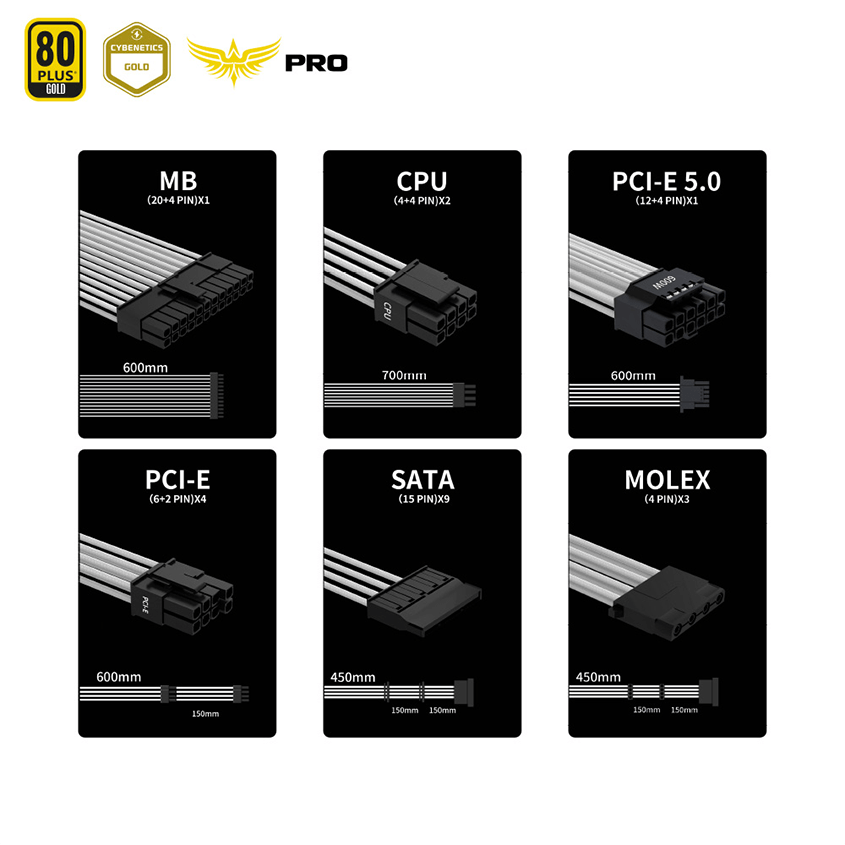 80
PLUS
GOLD
CYBENETICS
GOLD
PRO
MB
(20+4 PIN)X1
600mm
CPU
(4+4 PIN)X2
CPU
700mm
PCI-E 5.0
(12+4 PIN)X1
600W
600mm
PCI-E
(6+2 PIN)X4
PCI-E
600mm
150mm
SATA
(15 PIN)X9
450mm
150mm 150mm
MOLEX
(4 PIN)X3
450mm
150mm 150mm